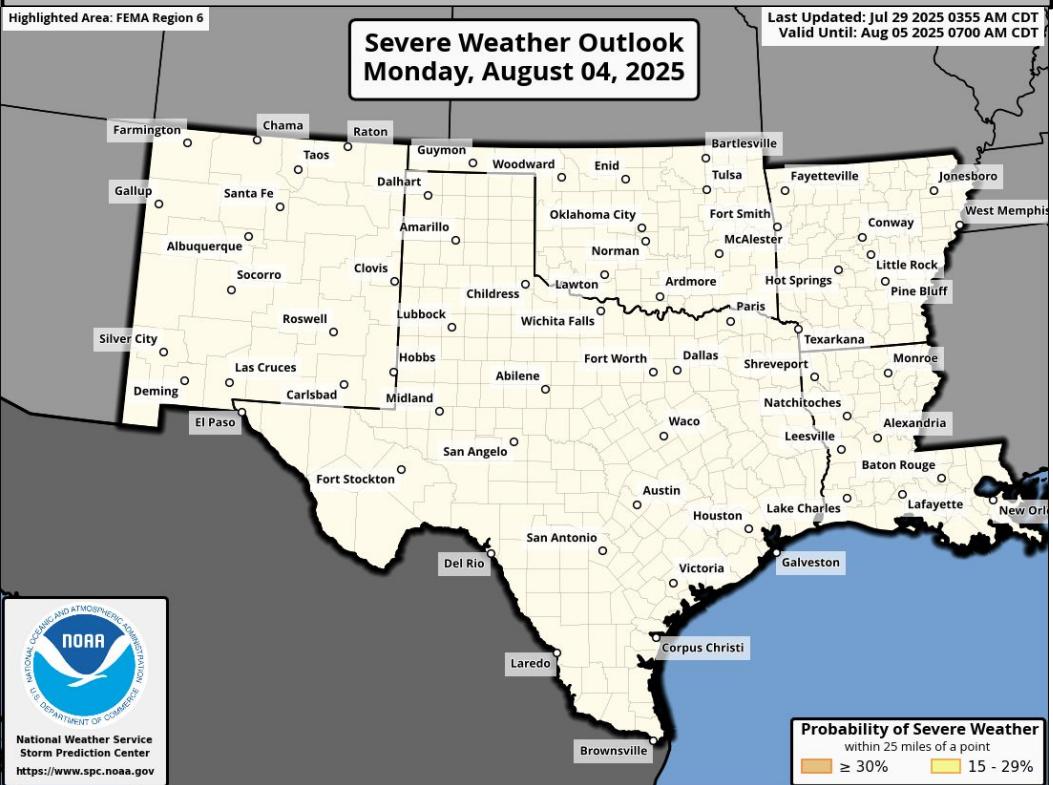 Highlighted Area: FEMA Region 6
Severe Weather Outlook
Monday, August 04, 2025
Last Updated: Jul 29 2025 0355 AM CDT
Valid Until: Aug 05 2025 0700 AM CDT
Farmington
Chama
Raton
Taos
Guymon
Woodward
Enid
Bartlesville
Tulsa
Fayetteville
Jonesboro
Gallup
Santa Fe
Dalhart
Oklahoma City
Fort Smith
West Memphis
Albuquerque
Amarillo
Norman
McAlester
Conway
Little Rock
Socorro
Clovis
Childress
Lawton
Ardmore
Hot Springs
Pine Bluff
Roswell
Lubbock
Wichita Falls
Paris
Texarkana
Silver City
Las Cruces
Hobbs
Abilene
Fort Worth
Dallas
Shreveport
Monroe
Deming
Carlsbad
Midland
Natchitoches
El Paso
San Angelo
Waco
Leesville
Alexandria
Fort Stockton
Austin
Baton Rouge
Houston
Lake Charles
Lafayette
New Orl
Del Rio
San Antonio
Victoria
Galveston
Laredo
Corpus Christi
Brownsville
NATIONAL OCEANIC AND ATMOSPHERIC ADMINISTRATION
NOAA
U.S. DEPARTMENT OF COMMERCE
National Weather Service
Storm Prediction Center
https://www.spc.noaa.gov
Probability of Severe Weather
within 25 miles of a point
≥ 30%
15 - 29%